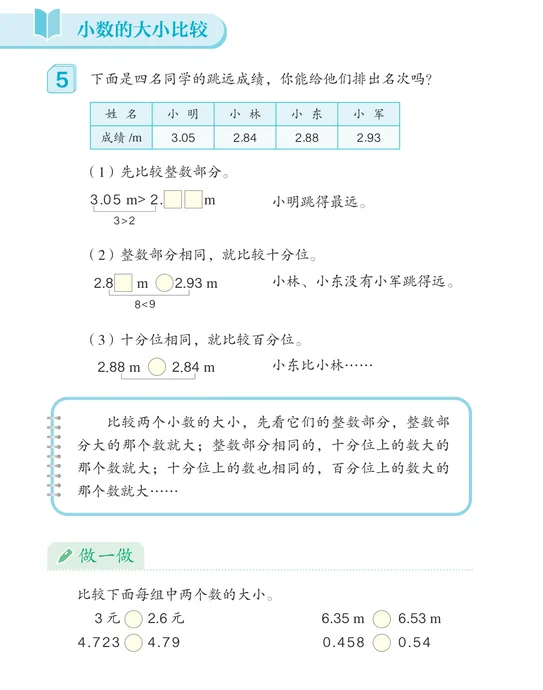 小数的大小比较
5 下面是四名同学的跳远成绩，你能给他们排出名次吗？
姓 名 小 明 小 林 小 东 小 军
成绩 /m 3.05 2.84 2.88 2.93
（1）先比较整数部分。
3.05 m> 2.□□m 小明跳得最远。
3>2
（2）整数部分相同，就比较十分位。
2.8□ m ○2.93 m 小林、小东没有小军跳得远。
8<9
（3）十分位相同，就比较百分位。
2.88 m ○ 2.84 m 小东比小林……
比较两个小数的大小，先看它们的整数部分，整数部
分大的那个数就大；整数部分相同的，十分位上的数大的
那个数就大；十分位上的数也相同的，百分位上的数大的
那个数就大……
做一做
比较下面每组中两个数的大小。
3 元 ○ 2.6 元 6.35 m ○ 6.53 m
4.723 ○ 4.79 0.458 ○ 0.54